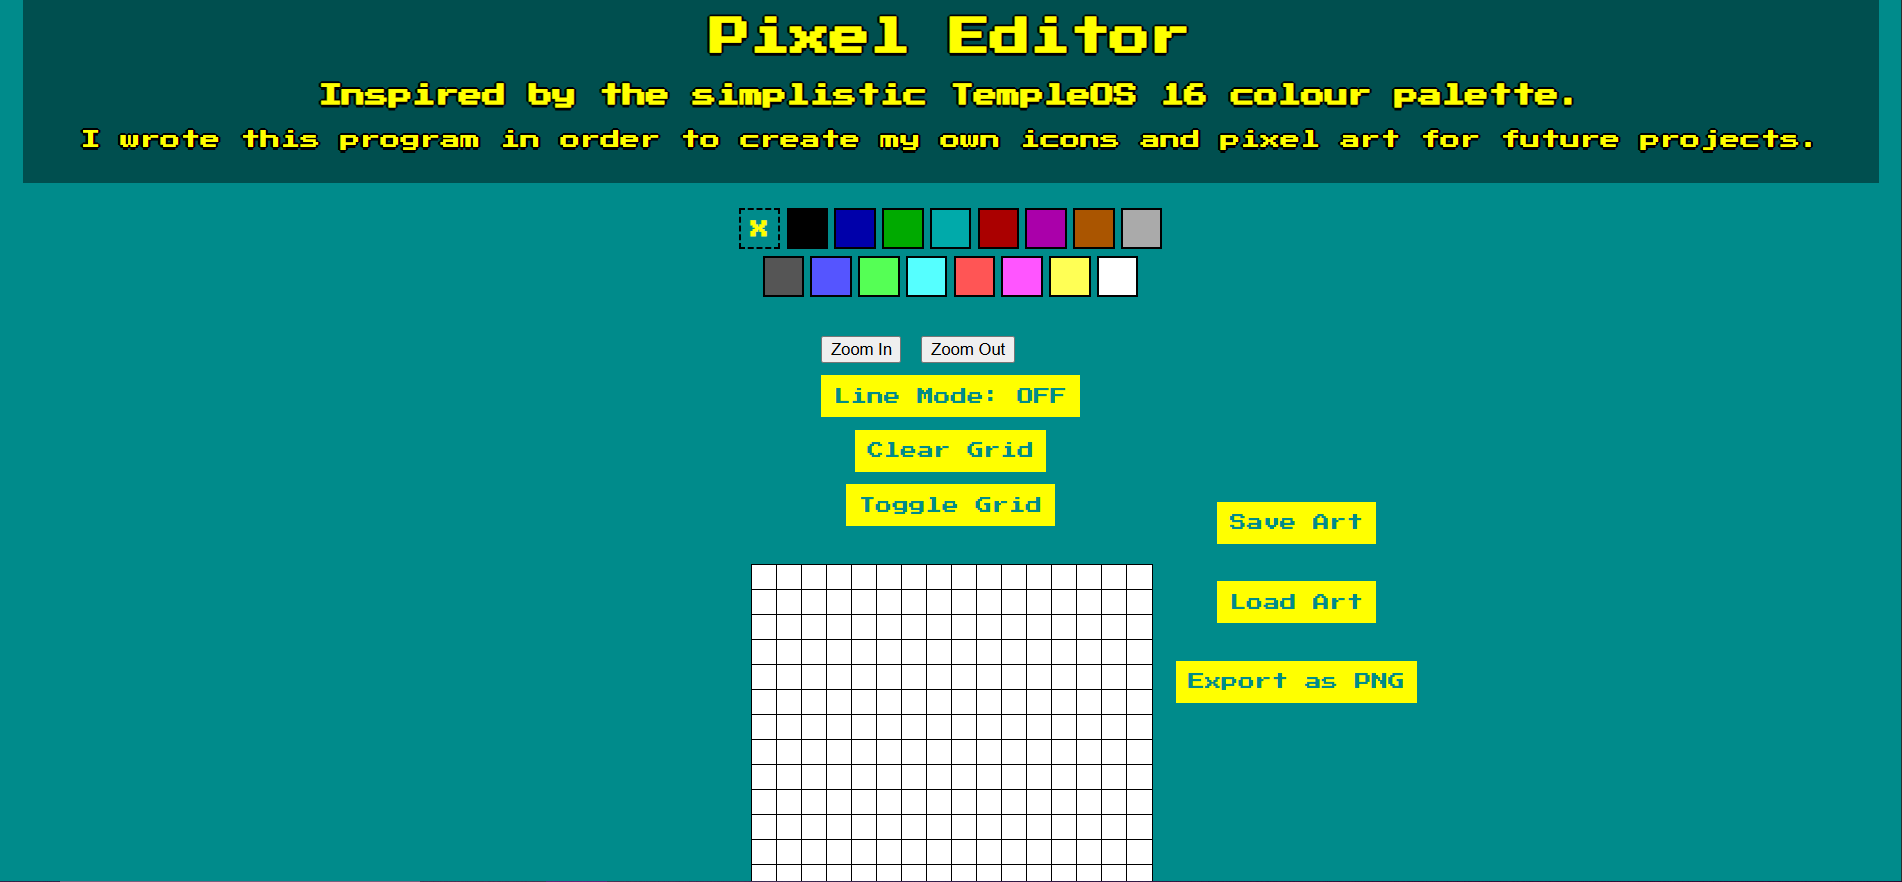 Pixel Editor
Inspired by the simplistic TempleOS 16 colour palette.
I wrote this program in order to create my own icons and pixel art for future projects.
X
Zoom In Zoom Out
Line Mode: OFF
Clear Grid
Toggle Grid
Save Art
Load Art
Export as PNG